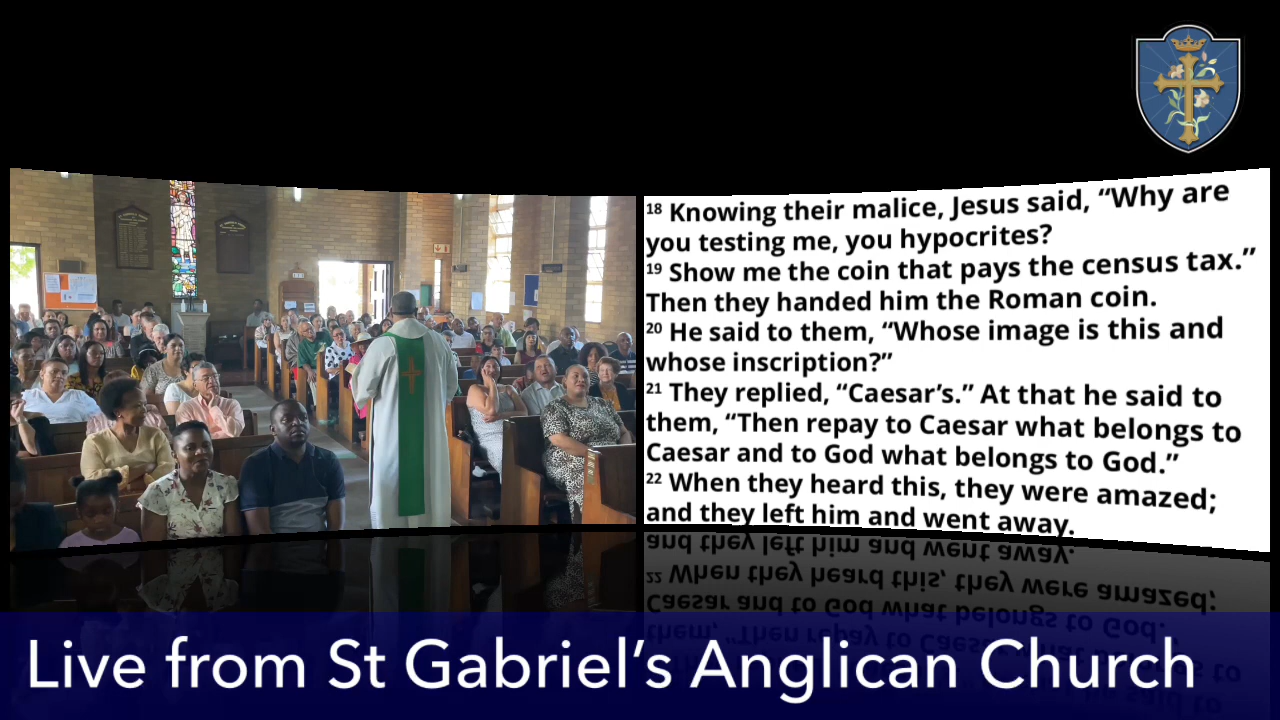 ¹⁸ Knowing their malice, Jesus said, “Why are
you testing me, you hypocrites?
¹⁹ Show me the coin that pays the census tax.”
Then they handed him the Roman coin.
²⁰ He said to them, “Whose image is this and
whose inscription?”
²¹ They replied, “Caesar’s.” At that he said to
them, “Then repay to Caesar what belongs to
Caesar and to God what belongs to God.”
²² When they heard this, they were amazed;
and they left him and went away.
Live from St Gabriel’s Anglican Church